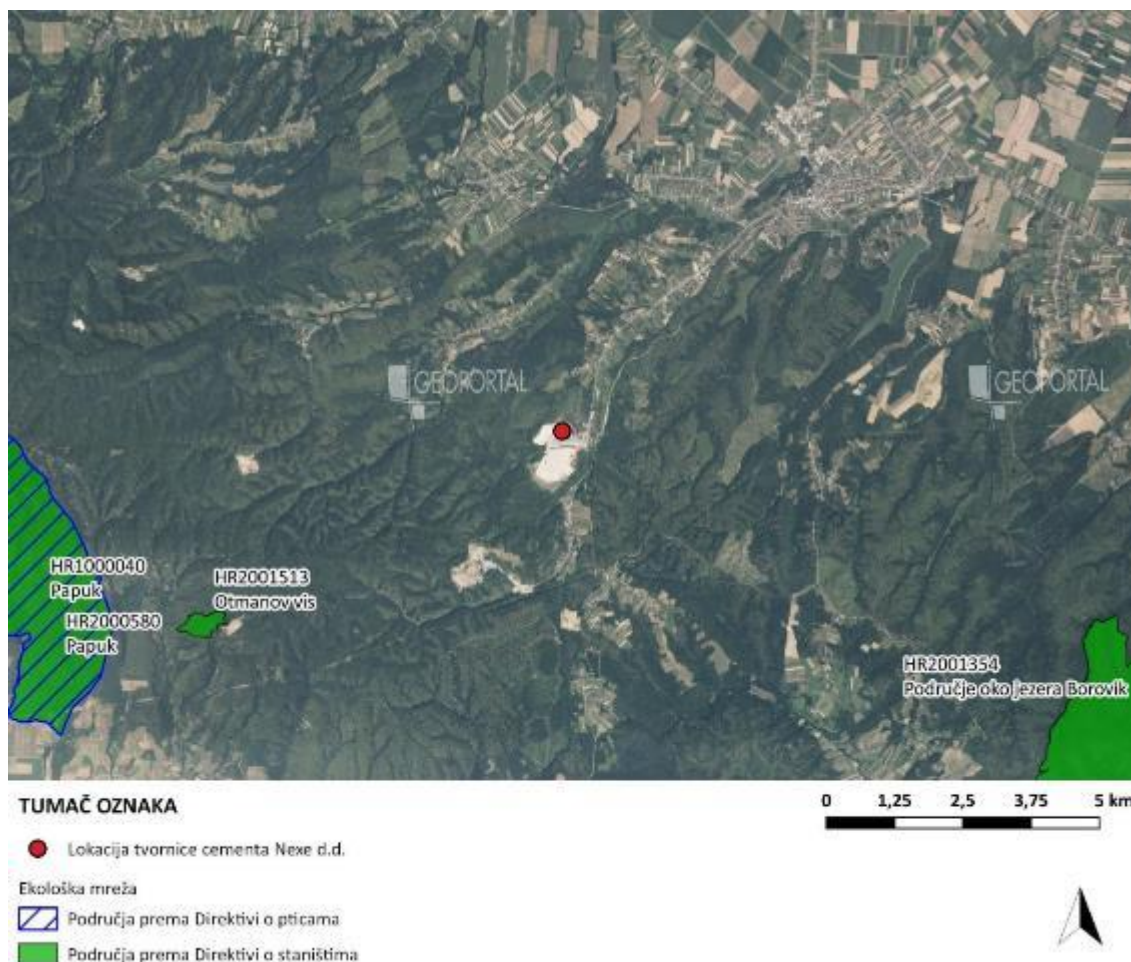 GEOPORTAL
GEOPORTAL
HR1000040
Papuk
HR2001513
Otmanov vis
HR2000580
Papuk
HR2001354
Područje oko jezera Borovik
TUMAČ OZNAKA
0 1,25 2,5 3,75 5 km
Lokacija tvornice cementa Nexe d.d.
Ekološka mreža
Područja prema Direktivi o pticama
Područja prema Direktivi o staništima